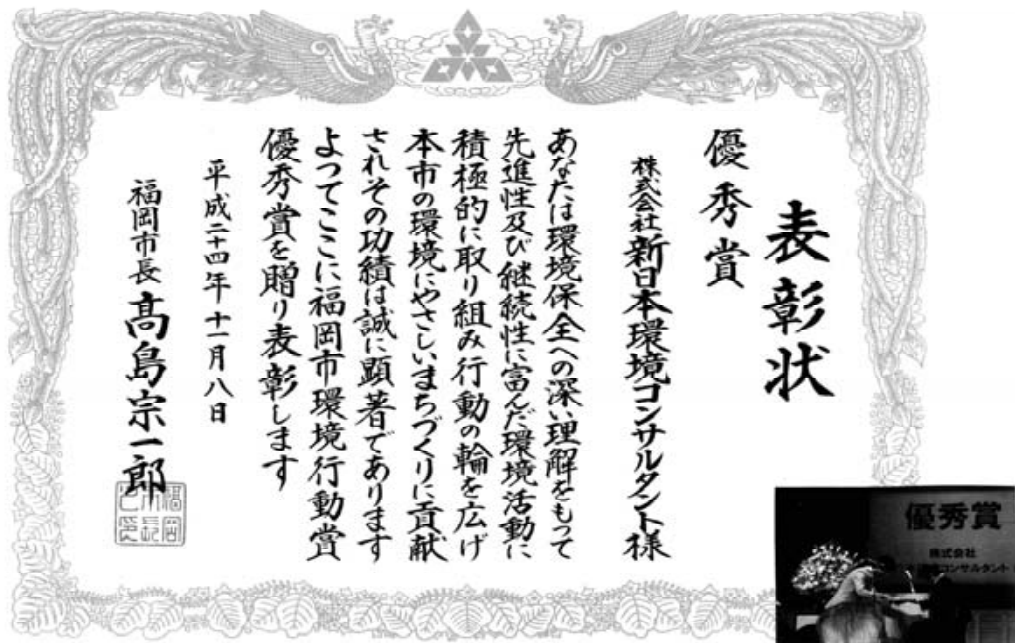 表彰状
優秀賞
株式会社新日本環境コンサルタント様
あなたは環境保全への深い理解をもって
先進性及び継続性に富んだ環境活動に
積極的に取り組み行動の輪を広げ
本市の環境にやさしいまちづくりに貢献
されその功績は誠に顕著であります
よってここに福岡市環境行動賞
優秀賞を贈り表彰します
平成二十四年十一月八日
福岡市長 髙島宗一郎
福岡
市長
之印
優秀賞
株式会社
コンサルタント